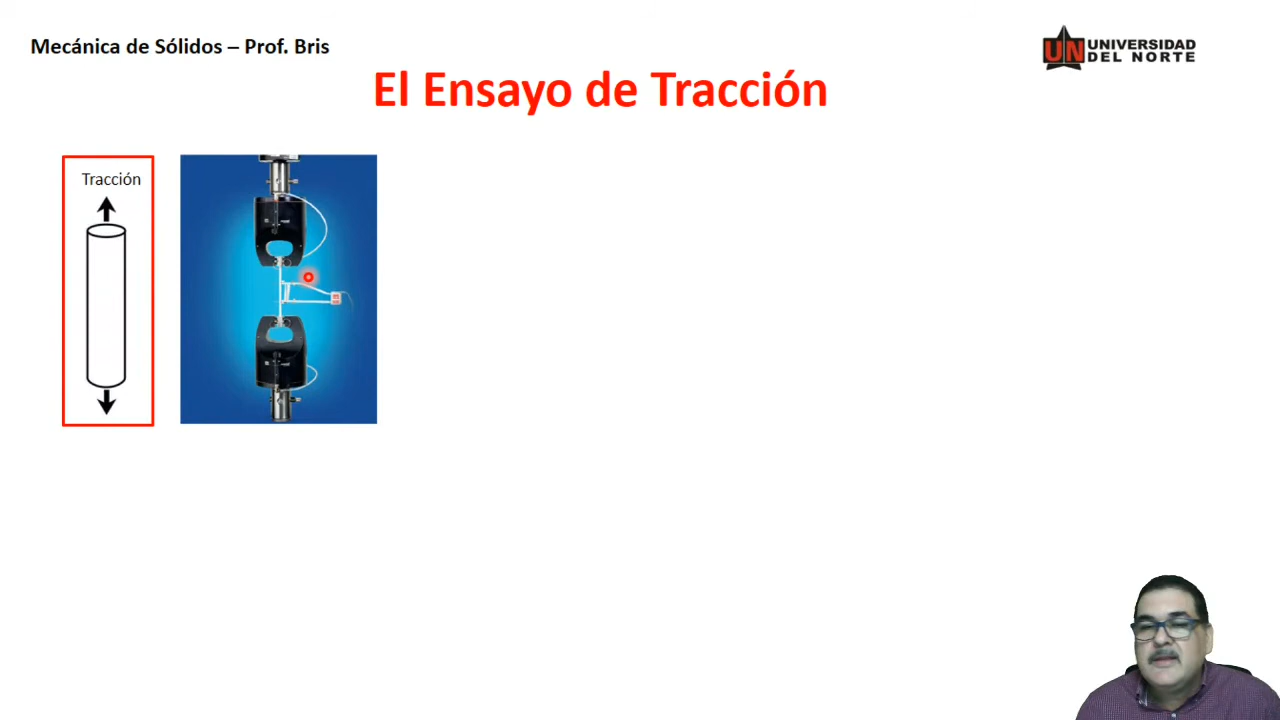 Mecánica de Sólidos – Prof. Bris
UN UNIVERSIDAD
DEL NORTE
El Ensayo de Tracción
Tracción